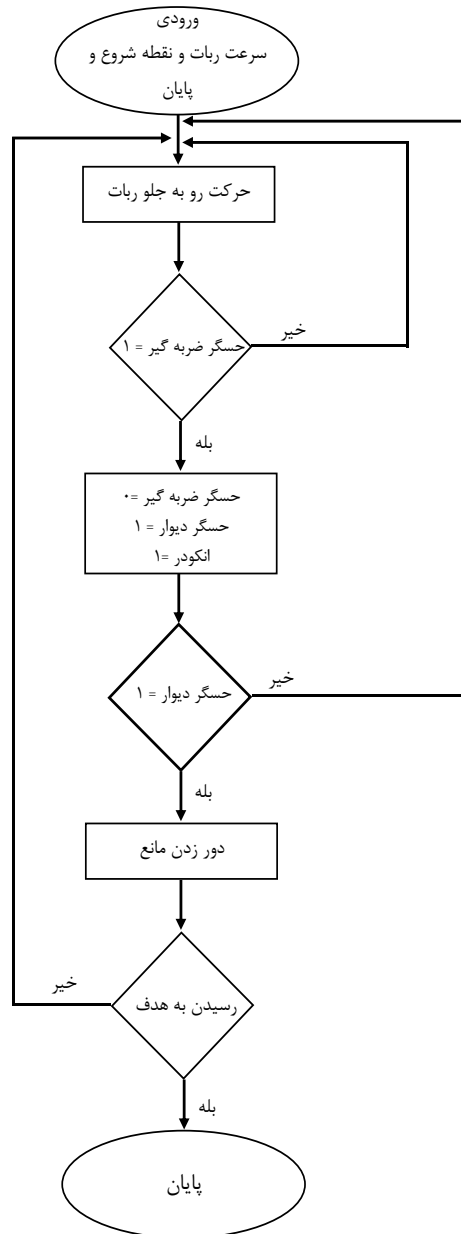 ورودی
سرعت ربات و نقطه شروع و
پایان
حرکت رو به جلو ربات
حسگر ضربه گیر = ۱
خیر
بله
حسگر ضربه گیر =۰
حسگر دیوار = ۱
انکودر =۱
حسگر دیوار = ۱
خیر
بله
دور زدن مانع
رسیدن به هدف
خیر
بله
پایان